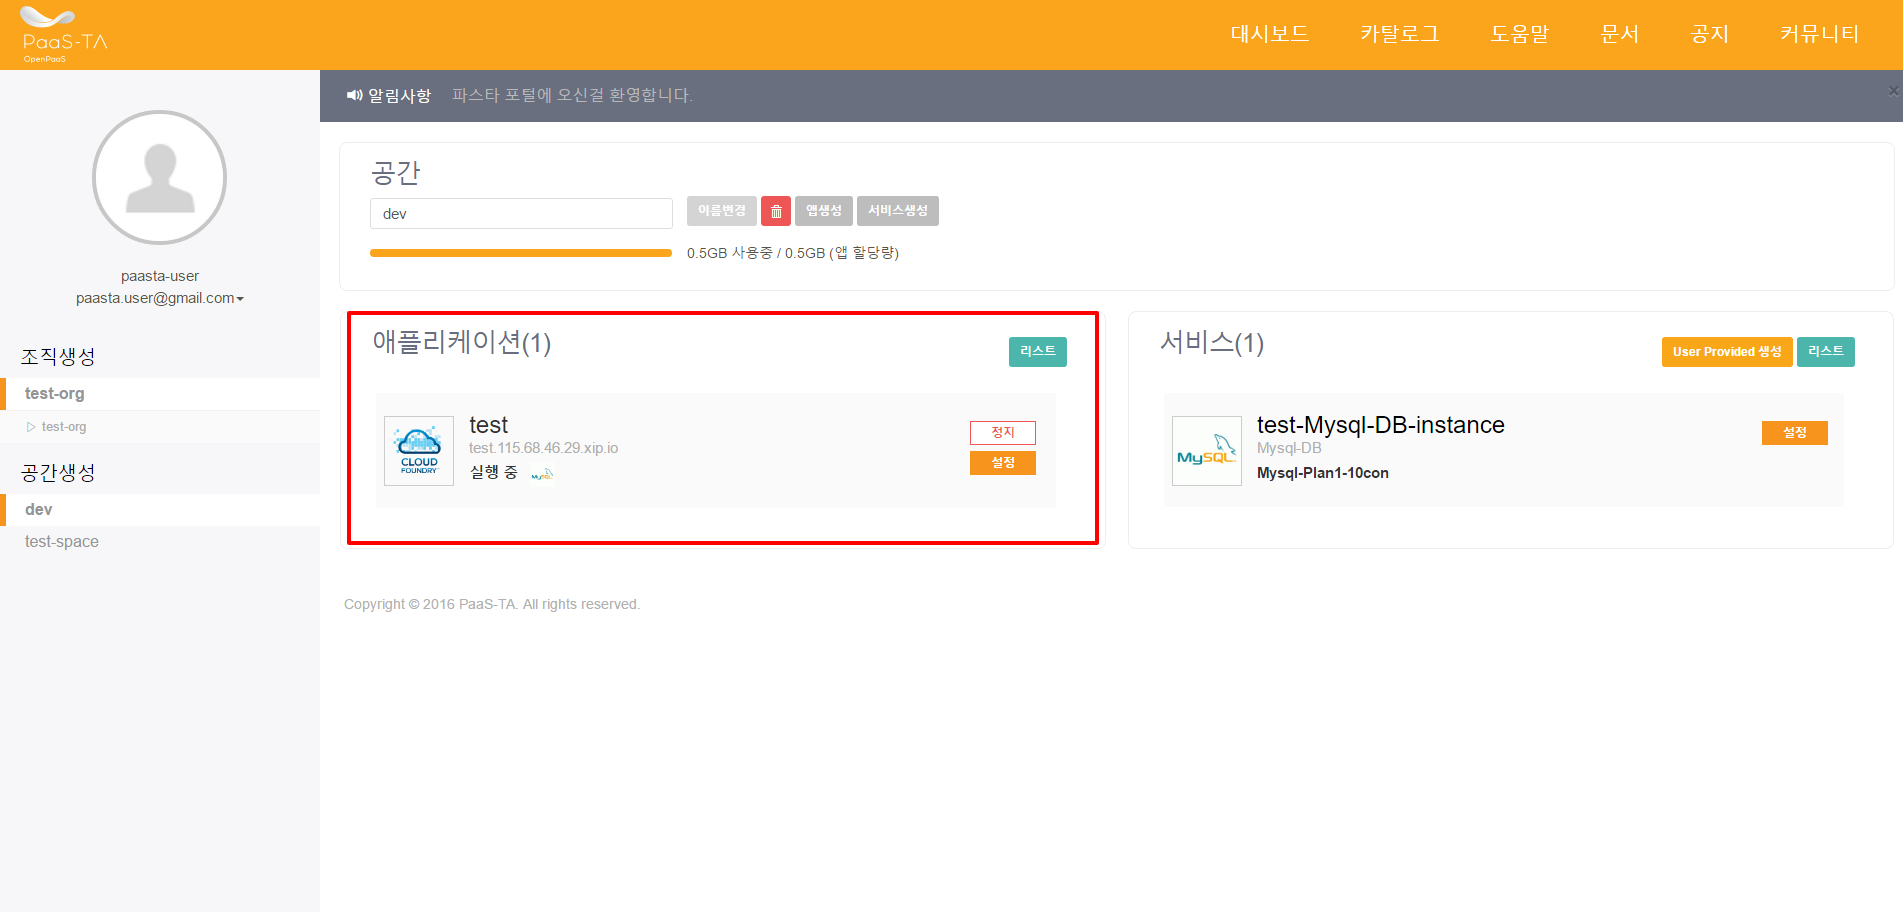 PaaS-TA
OpenPaaS
대시보드 카탈로그 도움말 문서 공지 커뮤니티
알림사항 파스타 포털에 오신걸 환영합니다. ×
paasta-user
paasta.user@gmail.com
조직생성
test-org
test-org
공간생성
dev
test-space
공간
dev 이름변경 앱생성 서비스생성
0.5GB 사용중 / 0.5GB (앱 할당량)
애플리케이션(1)
리스트
CLOUD
FOUNDRY
test
test.115.68.46.29.xip.io
실행 중 MySQL
정지
설정
서비스(1)
User Provided 생성 리스트
MySQL
test-Mysql-DB-instance
Mysql-DB
Mysql-Plan1-10con
설정
Copyright © 2016 PaaS-TA. All rights reserved.